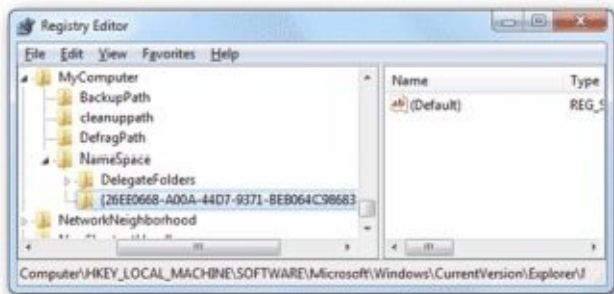 Registry Editor
File Edit View Favorites Help
MyComputer
BackupPath
cleanuppath
DefragPath
NameSpace
DelegateFolders
{26EE0668-A00A-44D7-9371-BEB064C98683
NetworkNeighborhood
Name
Type
ab (Default)
REG_S
Computer\HKEY_LOCAL_MACHINE\SOFTWARE\Microsoft\Windows\CurrentVersion\Explorer\